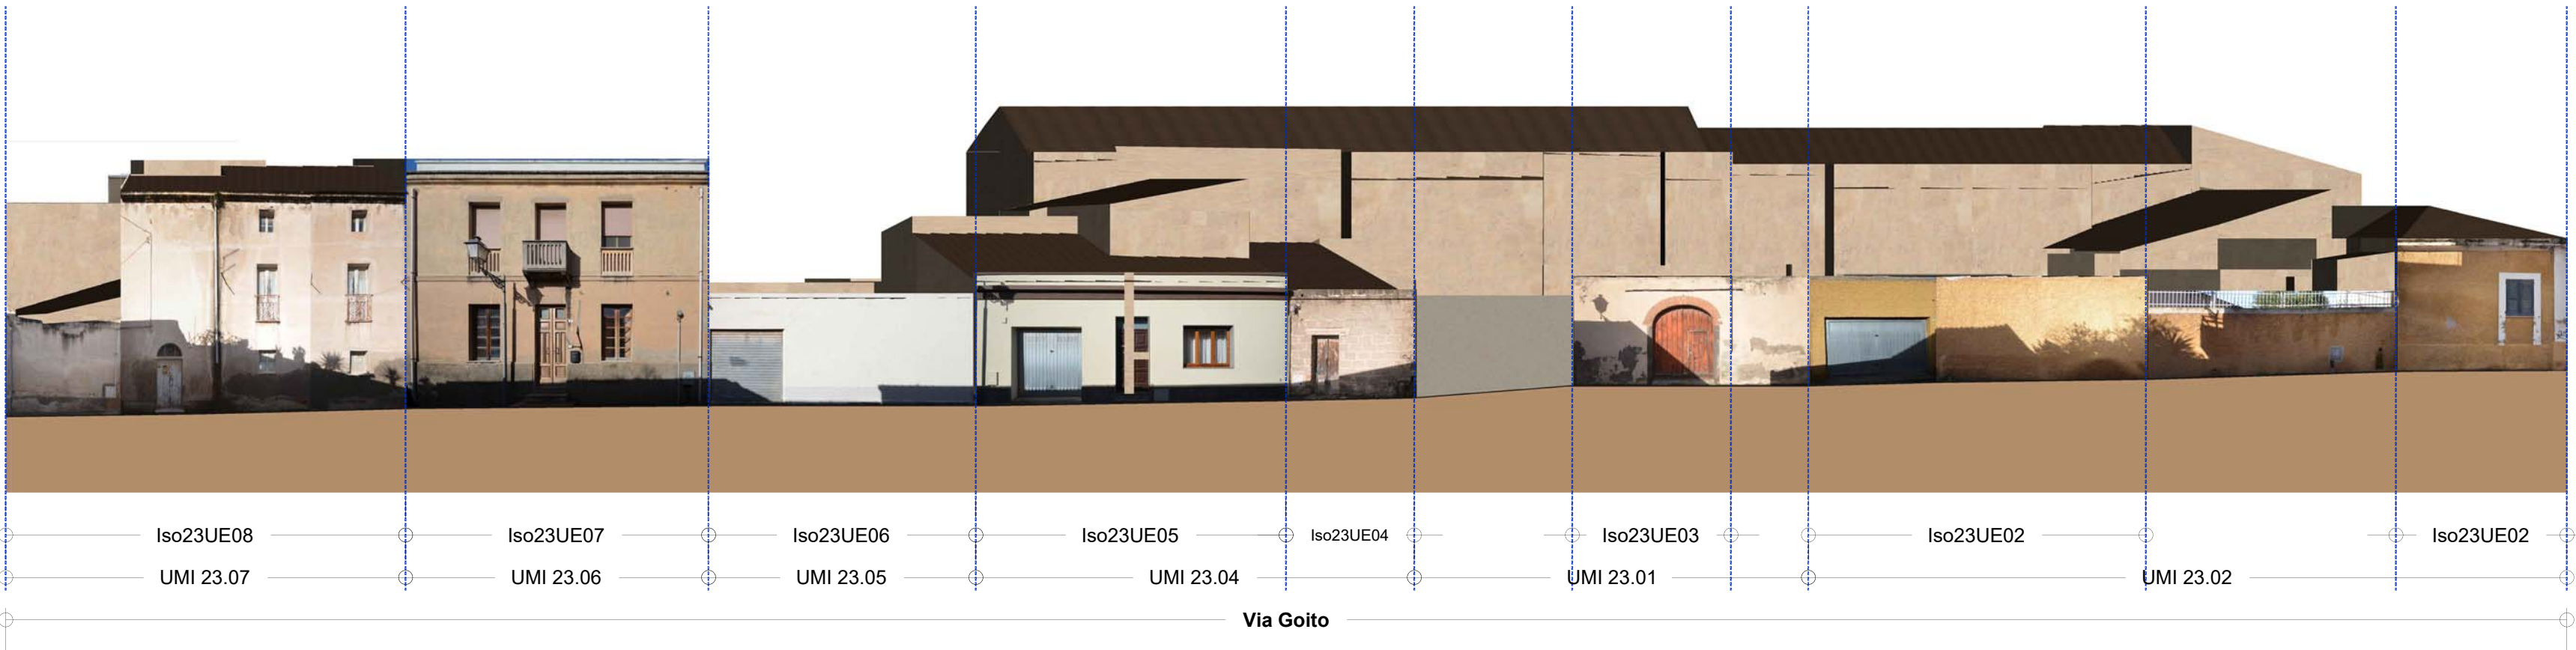 Iso23UE08 Iso23UE07 Iso23UE06 Iso23UE05 Iso23UE04 Iso23UE03 Iso23UE02 Iso23UE02
UMI 23.07 UMI 23.06 UMI 23.05 UMI 23.04 UMI 23.01 UMI 23.02
Via Goito